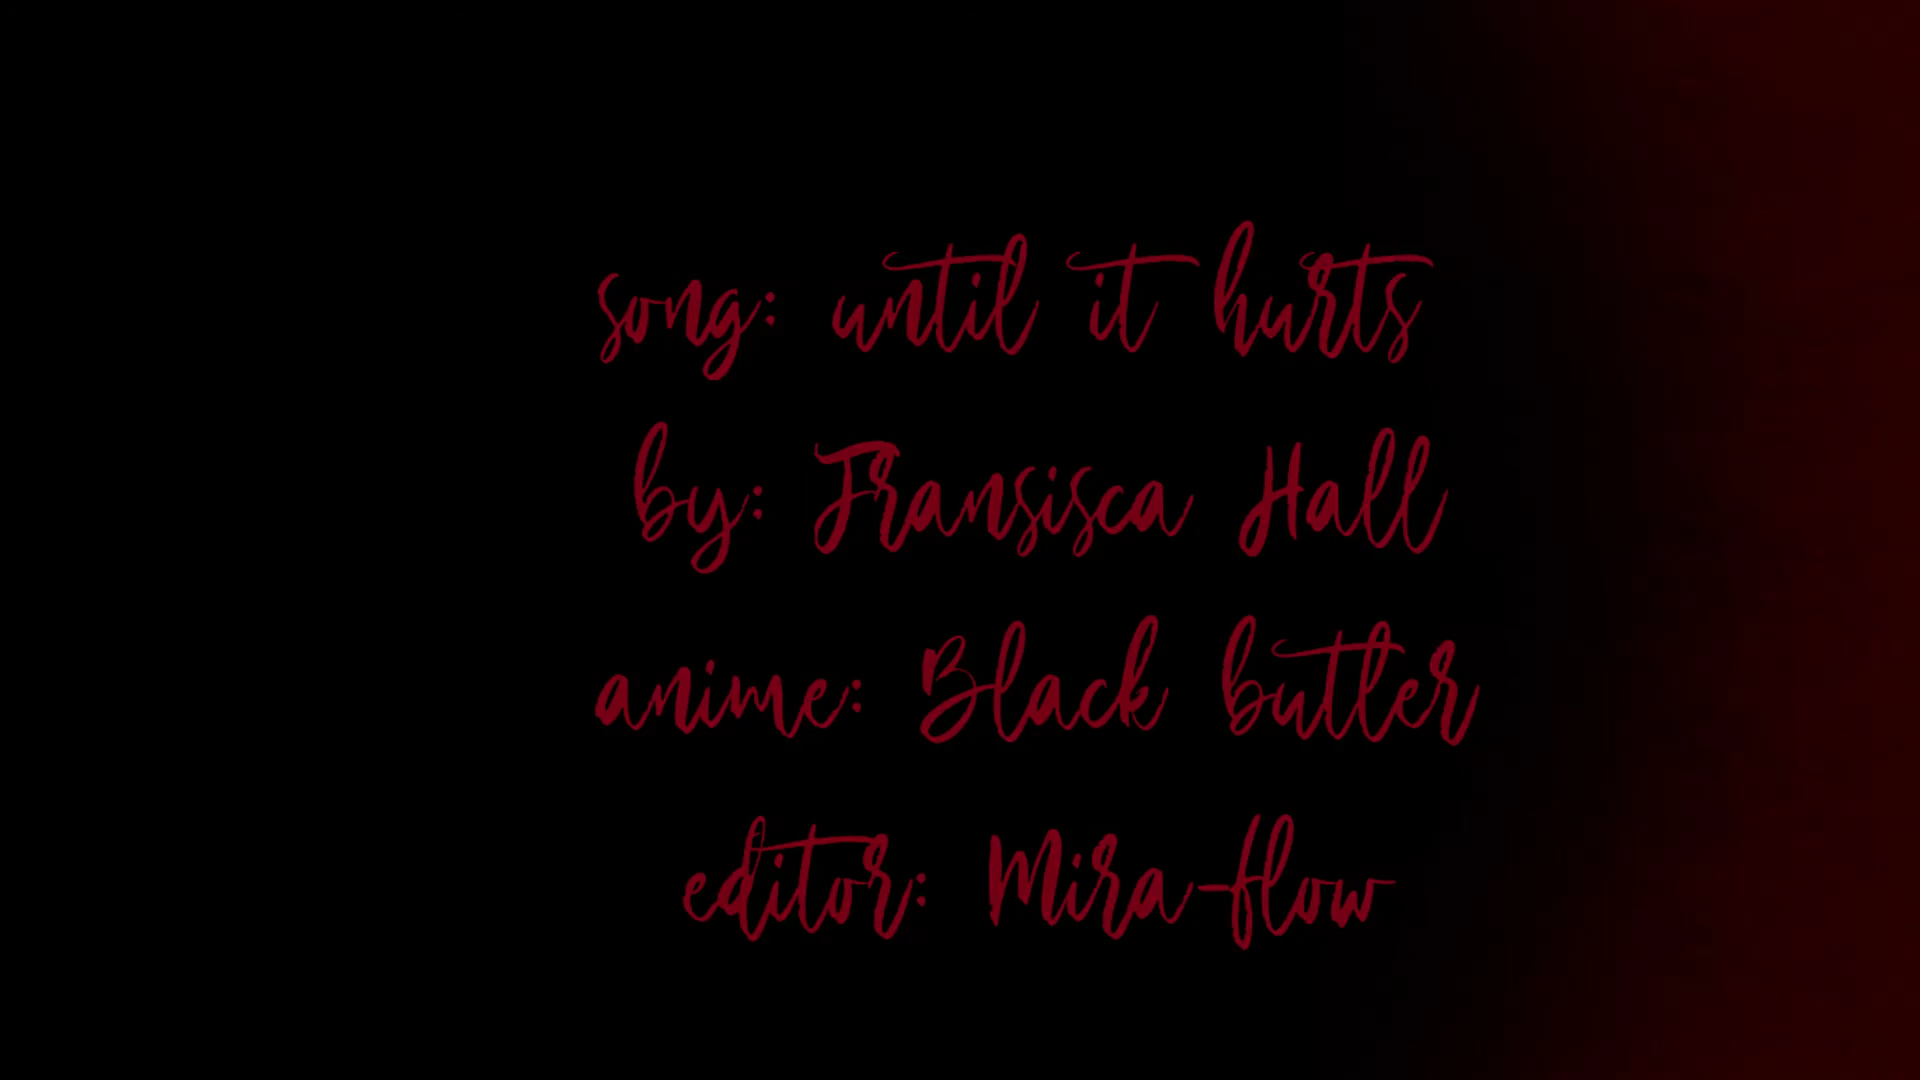 song: until it hurts
by: Fransisca Hall
anime: Black butler
editor: Mira-flow